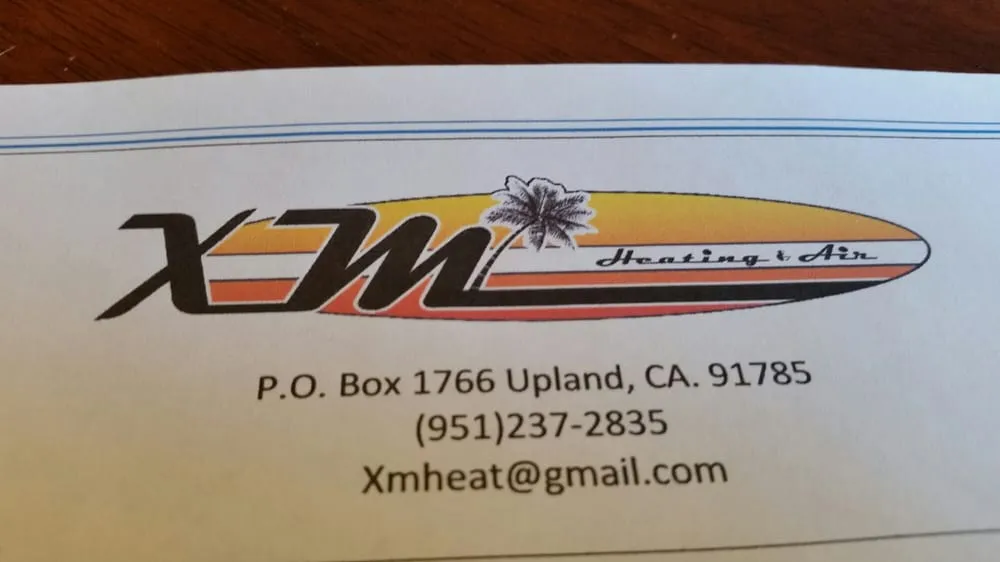 XM Heating & Air
P.O. Box 1766 Upland, CA. 91785
(951)237-2835
Xmheat@gmail.com